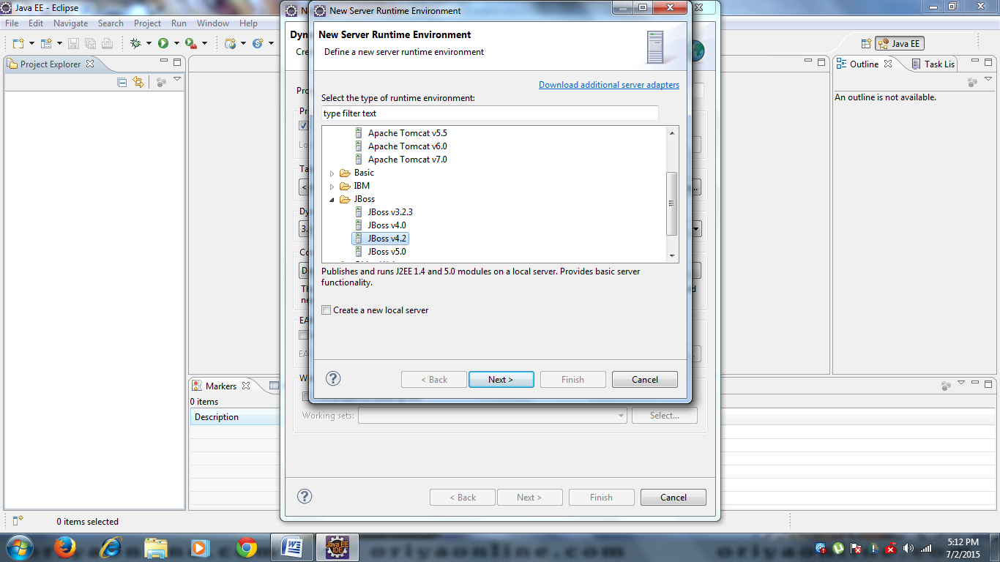 Java EE - Eclipse
File Edit Navigate Search Project Run Window Help
Java EE
Project Explorer
Outline
Task Lis
An outline is not available.
New Server Runtime Environment
New Server Runtime Environment
Define a new server runtime environment
Download additional server adapters
Select the type of runtime environment:
type filter text
Apache Tomcat v5.5
Apache Tomcat v6.0
Apache Tomcat v7.0
Basic
IBM
JBoss
JBoss v3.2.3
JBoss v4.0
JBoss v4.2
JBoss v5.0
Publishes and runs J2EE 1.4 and 5.0 modules on a local server. Provides basic server
functionality.
Create a new local server
< Back Next > Finish Cancel
Markers
0 items
Description
Working sets: Select...
< Back Next > Finish Cancel
0 items selected
Java EE
IDE
5:12 PM
7/2/2015